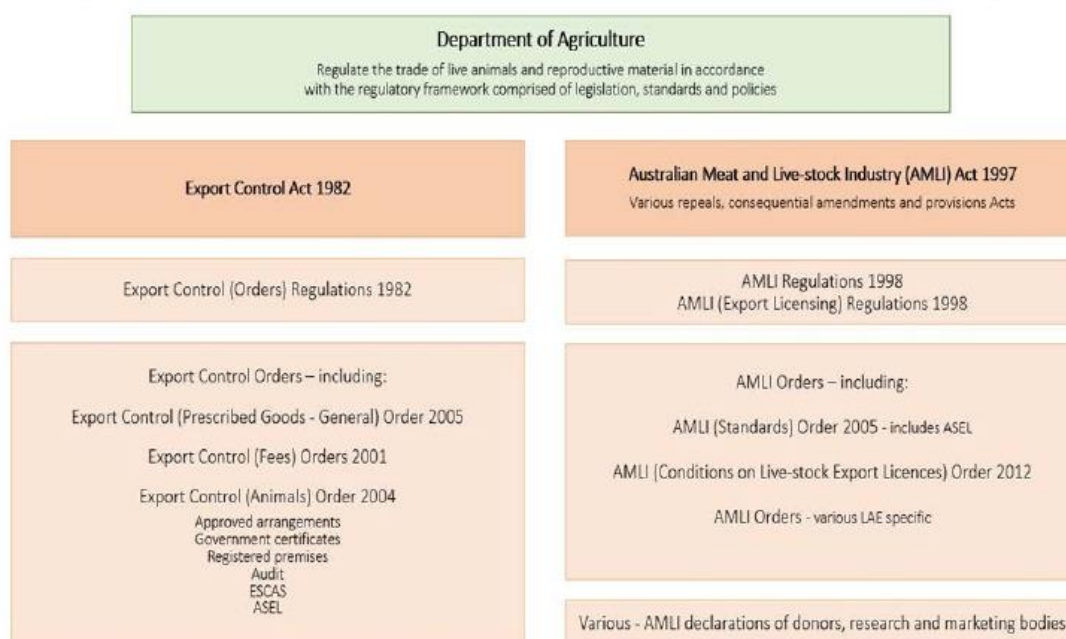 Department of Agriculture
Regulate the trade of live animals and reproductive material in accordance
with the regulatory framework comprised of legislation, standards and policies
Export Control Act 1982
Export Control (Orders) Regulations 1982
Export Control Orders – including:
Export Control (Prescribed Goods - General) Order 2005
Export Control (Fees) Orders 2001
Export Control (Animals) Order 2004
Approved arrangements
Government certificates
Registered premises
Audit
ESCAS
ASEL
Australian Meat and Live-stock Industry (AMLI) Act 1997
Various repeals, consequential amendments and provisions Acts
AMLI Regulations 1998
AMLI (Export Licensing) Regulations 1998
AMLI Orders – including:
AMLI (Standards) Order 2005 - includes ASEL
AMLI (Conditions on Live-stock Export Licences) Order 2012
AMLI Orders - various LAE specific
Various - AMLI declarations of donors, research and marketing bodies